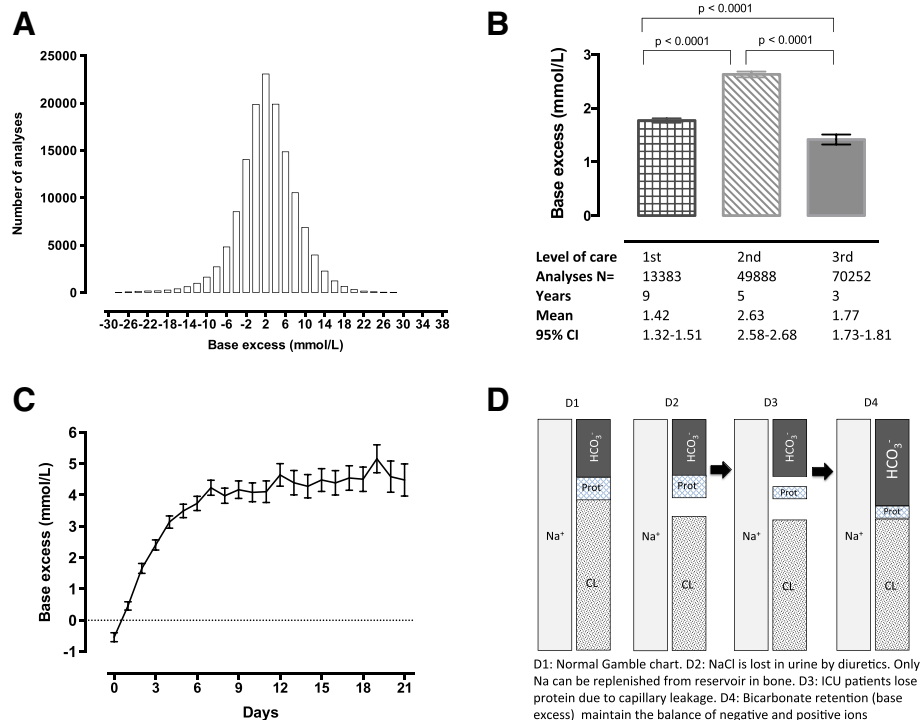 A
25000
20000
15000
10000
5000
0
Number of analyses
-30-26-22-18-14-10 -6 -2 2 6 10 14 18 22 26 30 34 38
Base excess (mmol/L)
B
p < 0.0001
p < 0.0001 p < 0.0001
3
2
1
0
Base excess (mmol/L)
Level of care 1st 2nd 3rd
Analyses N= 13383 49888 70252
Years 9 5 3
Mean 1.42 2.63 1.77
95% CI 1.32-1.51 2.58-2.68 1.73-1.81
C
6
5
4
3
2
1
0
-1
Base excess (mmol/L)
0 3 6 9 12 15 18 21
Days
D
D1 D2 D3 D4
HCO₃⁻ HCO₃⁻ HCO₃⁻ HCO₃⁻
Prot⁻ Prot⁻ Prot⁻ Prot⁻
Na⁺ Na⁺ Na⁺ Na⁺
CL⁻ CL⁻ CL⁻ CL⁻
D1: Normal Gamble chart. D2: NaCl is lost in urine by diuretics. Only
Na can be replenished from reservoir in bone. D3: ICU patients lose
protein due to capillary leakage. D4: Bicarbonate retention (base
excess) maintain the balance of negative and positive ions